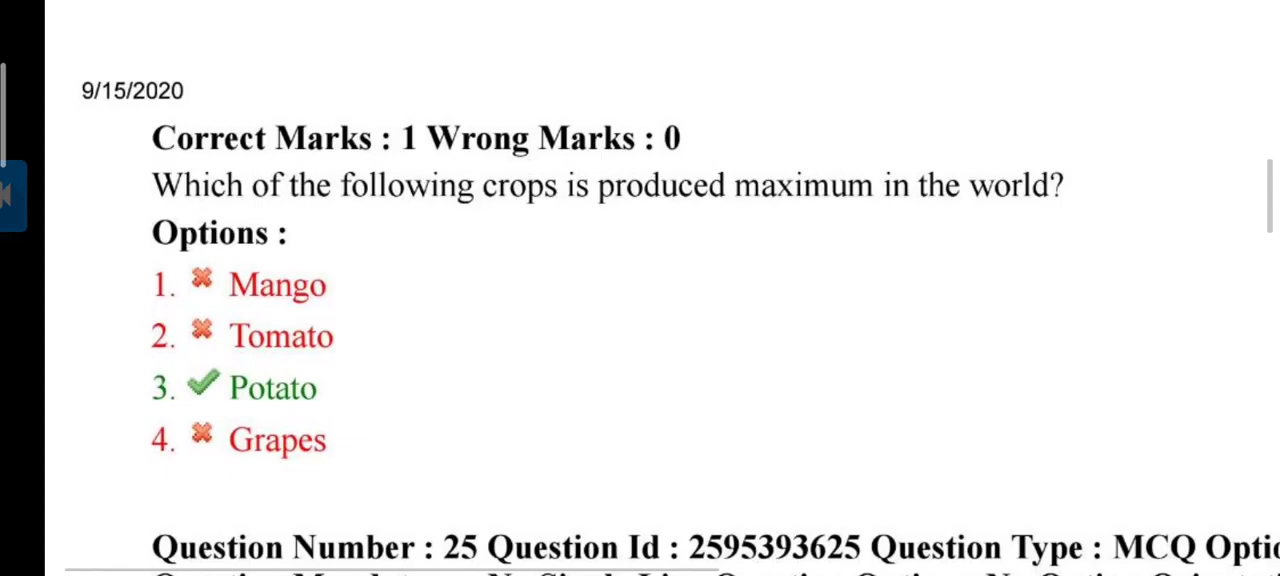 9/15/2020
Correct Marks : 1 Wrong Marks : 0
Which of the following crops is produced maximum in the world?
Options :
1. Mango
2. Tomato
3. Potato
4. Grapes
Question Number : 25 Question Id : 2595393625 Question Type : MCQ Optio